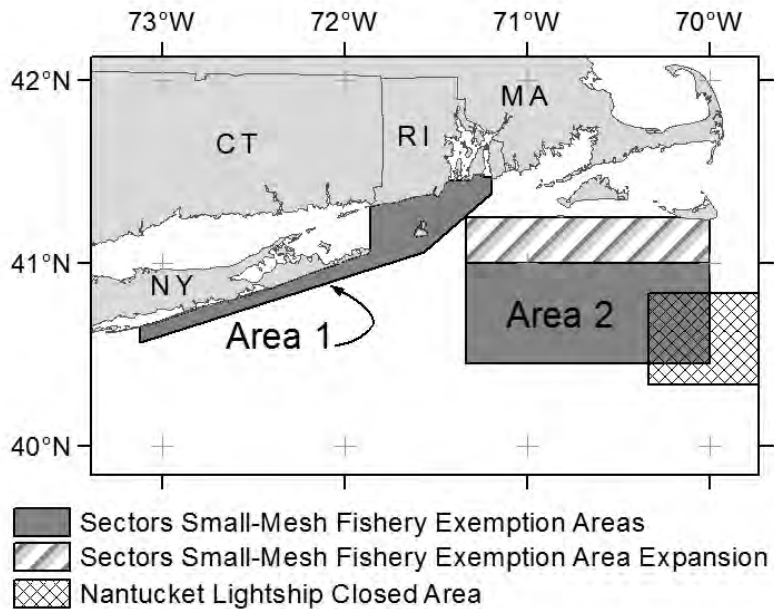 73°W 72°W 71°W 70°W
42°N
MA
CT RI
41°N
NY
Area 2
Area 1
40°N
Sectors Small-Mesh Fishery Exemption Areas
Sectors Small-Mesh Fishery Exemption Area Expansion
Nantucket Lightship Closed Area